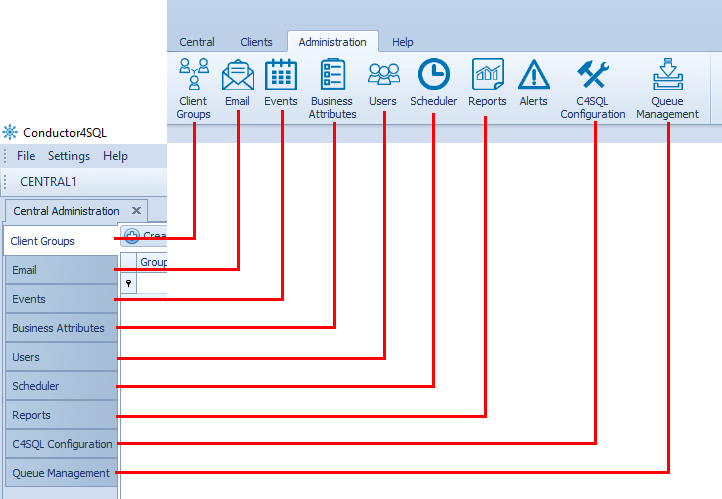 Central Clients Administration Help
Client Groups Email Events Business Attributes Users Scheduler Reports Alerts C4SQL Configuration Queue Management
Conductor4SQL
File Settings Help
CENTRAL1
Central Administration
Client Groups
Email
Events
Business Attributes
Users
Scheduler
Reports
C4SQL Configuration
Queue Management
Crea
Group